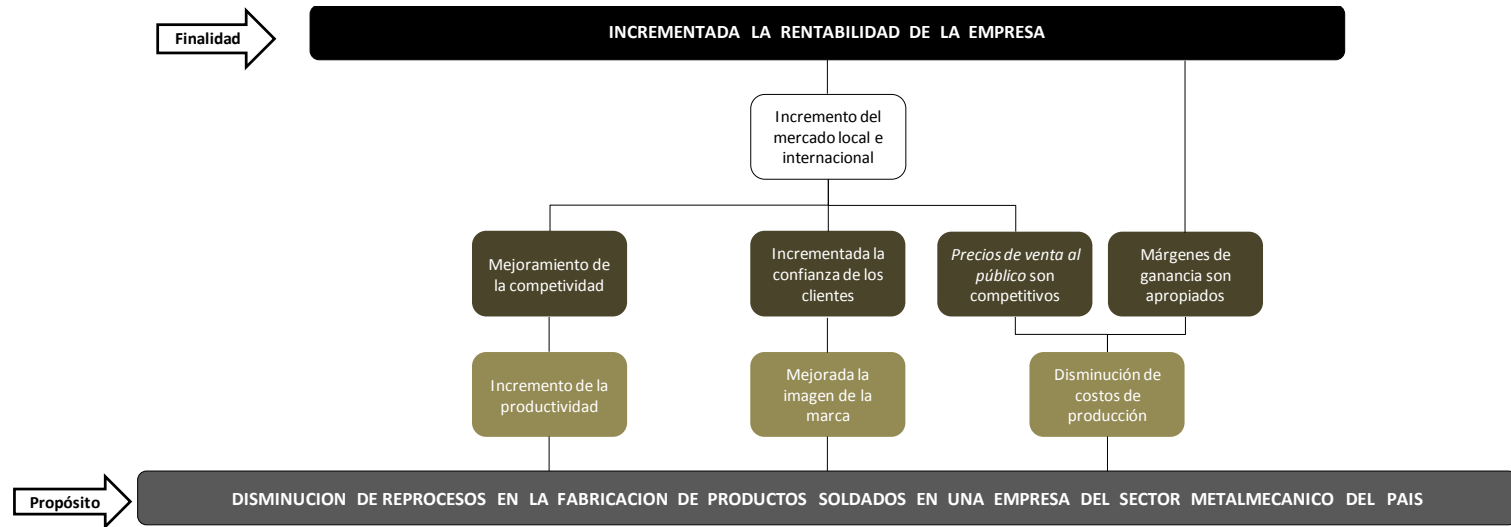 Finalidad
INCREMENTADA LA RENTABILIDAD DE LA EMPRESA
Incremento del
mercado local e
internacional
Mejoramiento de
la competividad
Incrementada la
confianza de los
clientes
Precios de venta al
público son
competitivos
Márgenes de
ganancia son
apropiados
Incremento de la
productividad
Mejorada la
imagen de la
marca
Disminución de
costos de
producción
Propósito
DISMINUCION DE REPROCESOS EN LA FABRICACION DE PRODUCTOS SOLDADOS EN UNA EMPRESA DEL SECTOR METALMECANICO DEL PAIS